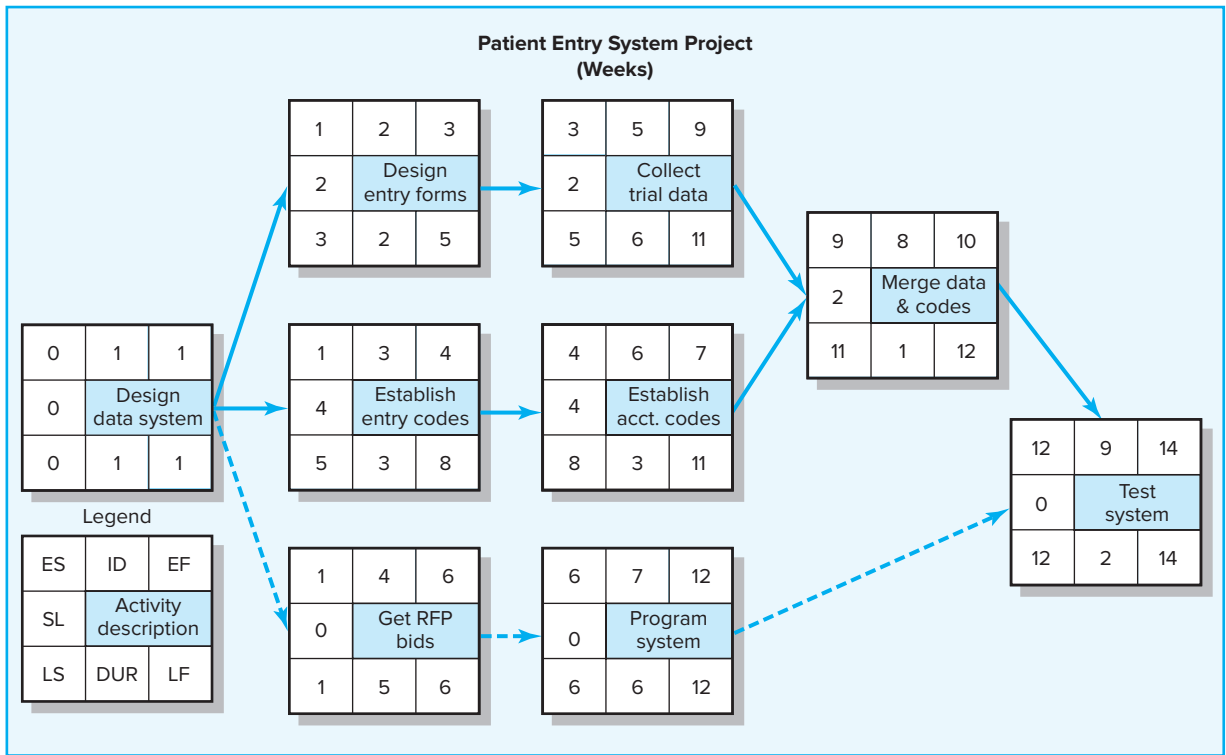 Patient Entry System Project
(Weeks)
1 2 3
2 Design
entry forms
3 2 5
3 5 9
2 Collect
trial data
5 6 11
9 8 10
2 Merge data
& codes
11 1 12
0 1 1
0 Design
data system
0 1 1
1 3 4
4 Establish
entry codes
5 3 8
4 6 7
4 Establish
acct. codes
8 3 11
12 9 14
0 Test
system
12 2 14
Legend
ES ID EF
SL Activity
description
LS DUR LF
1 4 6
0 Get RFP
bids
1 5 6
6 7 12
0 Program
system
6 6 12